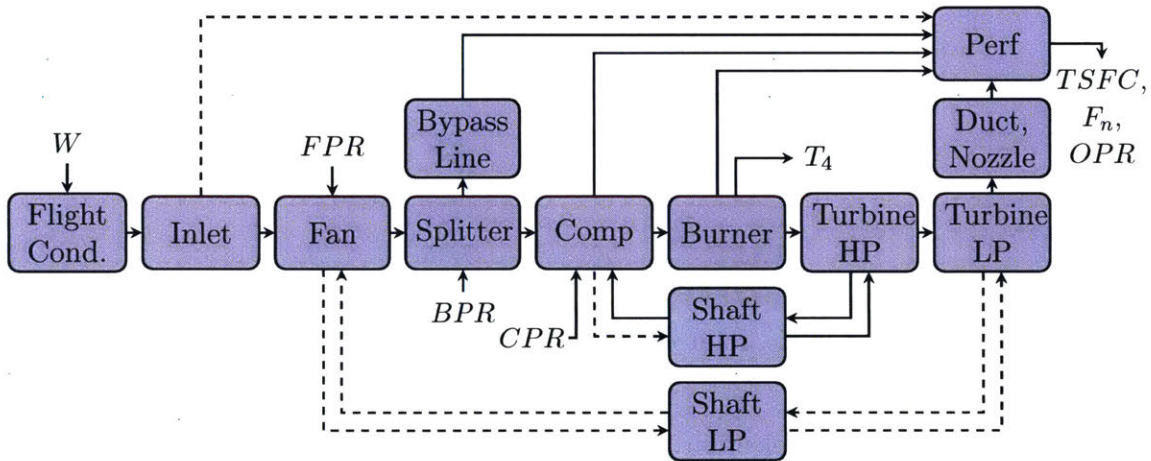 Perf
TSFC,
F_n,
OPR
Bypass
Line
Duct,
Nozzle
W
FPR
T_4
Flight
Cond.
Inlet
Fan
Splitter
Comp
Burner
Turbine
HP
Turbine
LP
BPR
CPR
Shaft
HP
Shaft
LP